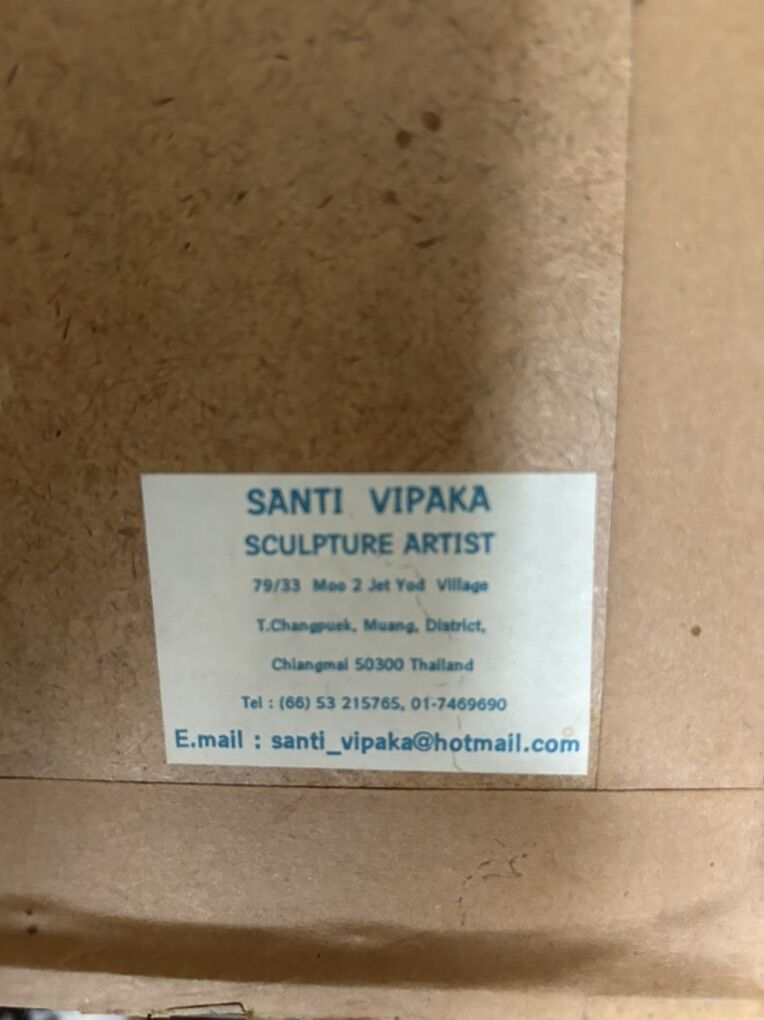 SANTI VIPAKA
SCULPTURE ARTIST
79/33 Moo 2 Jet Yod Village
T.Changpuek, Muang, District,
Chiangmai 50300 Thailand
Tel : (66) 53 215765, 01-7469690
E.mail : santi_vipaka@hotmail.com